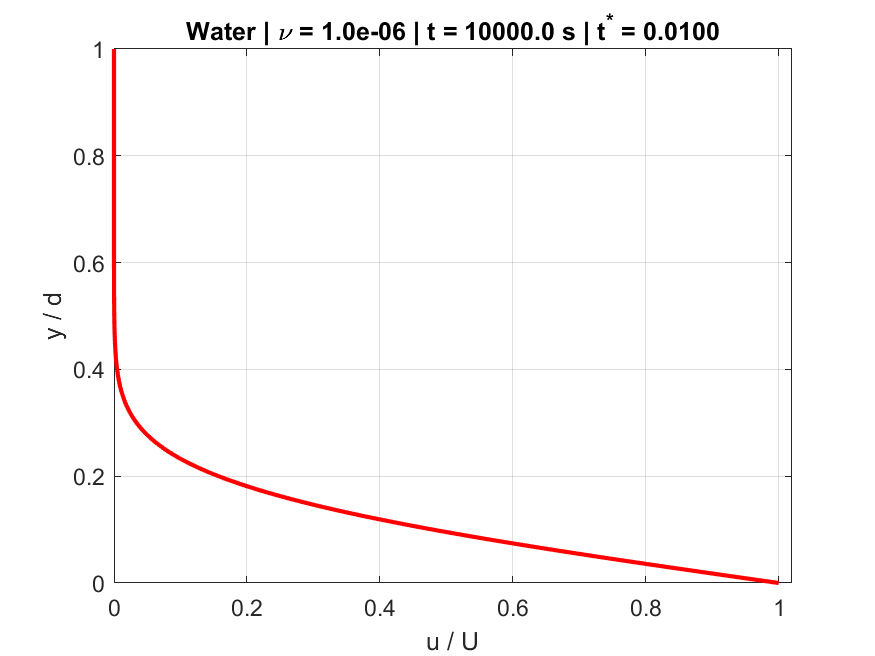 Water | ν = 1.0e-06 | t = 10000.0 s | t* = 0.0100
1
0.8
0.6
0.4
0.2
0
y / d
0 0.2 0.4 0.6 0.8 1
u / U